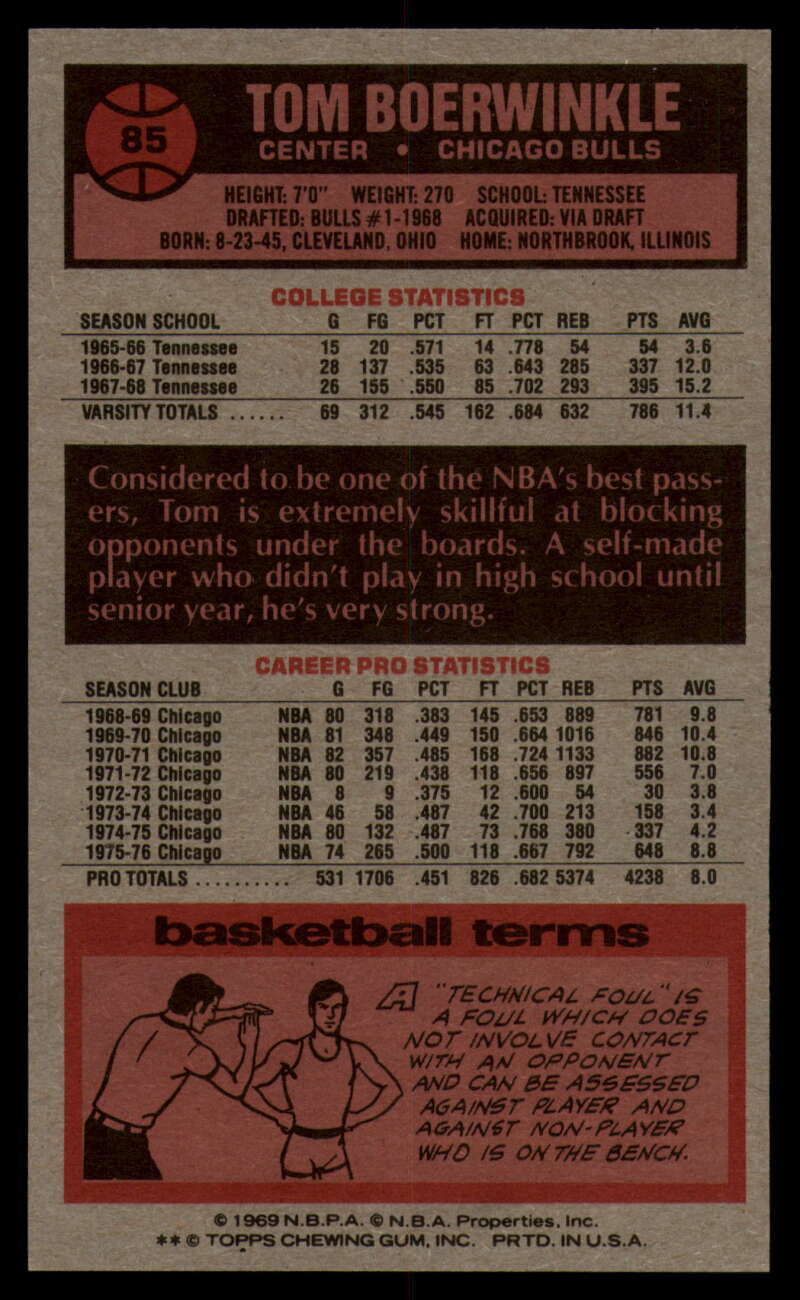 85
TOM BOERWINKLE
CENTER • CHICAGO BULLS
HEIGHT: 7'0" WEIGHT: 270 SCHOOL: TENNESSEE
DRAFTED: BULLS #1-1968 ACQUIRED: VIA DRAFT
BORN: 8-23-45, CLEVELAND, OHIO HOME: NORTHBROOK, ILLINOIS
COLLEGE STATISTICS
SEASON SCHOOL G FG PCT FT PCT REB PTS AVG
1965-66 Tennessee 15 20 .571 14 .778 54 54 3.6
1966-67 Tennessee 28 137 .535 63 .643 285 337 12.0
1967-68 Tennessee 26 155 .550 85 .702 293 395 15.2
VARSITY TOTALS ...... 69 312 .545 162 .684 632 786 11.4
Considered to be one of the NBA's best pass-
ers, Tom is extremely skillful at blocking
opponents under the boards. A self-made
player who didn't play in high school until
senior year, he's very strong.
CAREER PRO STATISTICS
SEASON CLUB G FG PCT FT PCT REB PTS AVG
1968-69 Chicago NBA 80 318 .383 145 .653 889 781 9.8
1969-70 Chicago NBA 81 348 .449 150 .664 1016 846 10.4
1970-71 Chicago NBA 82 357 .485 168 .724 1133 882 10.8
1971-72 Chicago NBA 80 219 .438 118 .656 897 556 7.0
1972-73 Chicago NBA 8 9 .375 12 .600 54 30 3.8
1973-74 Chicago NBA 46 58 .487 42 .700 213 158 3.4
1974-75 Chicago NBA 80 132 .487 73 .768 380 337 4.2
1975-76 Chicago NBA 74 265 .500 118 .667 792 648 8.8
PRO TOTALS .......... 531 1706 .451 826 .682 5374 4238 8.0
basketball terms
A "TECHNICAL FOUL" IS
A FOUL WHICH DOES
NOT INVOLVE CONTACT
WITH AN OPPONENT
AND CAN BE ASSESSED
AGAINST PLAYER AND
AGAINST NON-PLAYER
WHO IS ON THE BENCH.
© 1969 N.B.P.A. © N.B.A. Properties, Inc.
** © TOPPS CHEWING GUM, INC. PRTD. IN U.S.A.